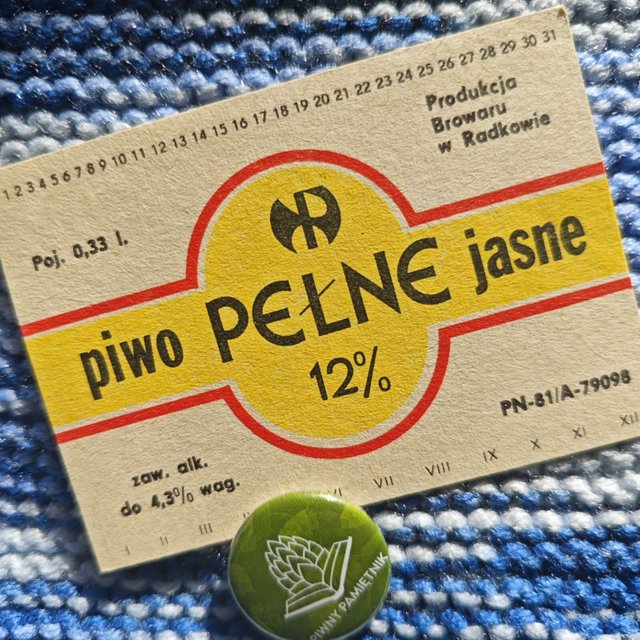 1 2 3 4 5 6 7 8 9 10 11 12 13 14 15 16 17 18 19 20 21 22 23 24 25 26 27 28 29 30 31
Produkcja
Browaru
w Radkowie
Poj. 0,33 l.
piwo PEŁNE jasne
12%
PN-81/A-79098
zaw. alk.
do 4,3% wag.
I II III VI VII VIII IX X XI XII
PIWNY PAMIĘTNIK